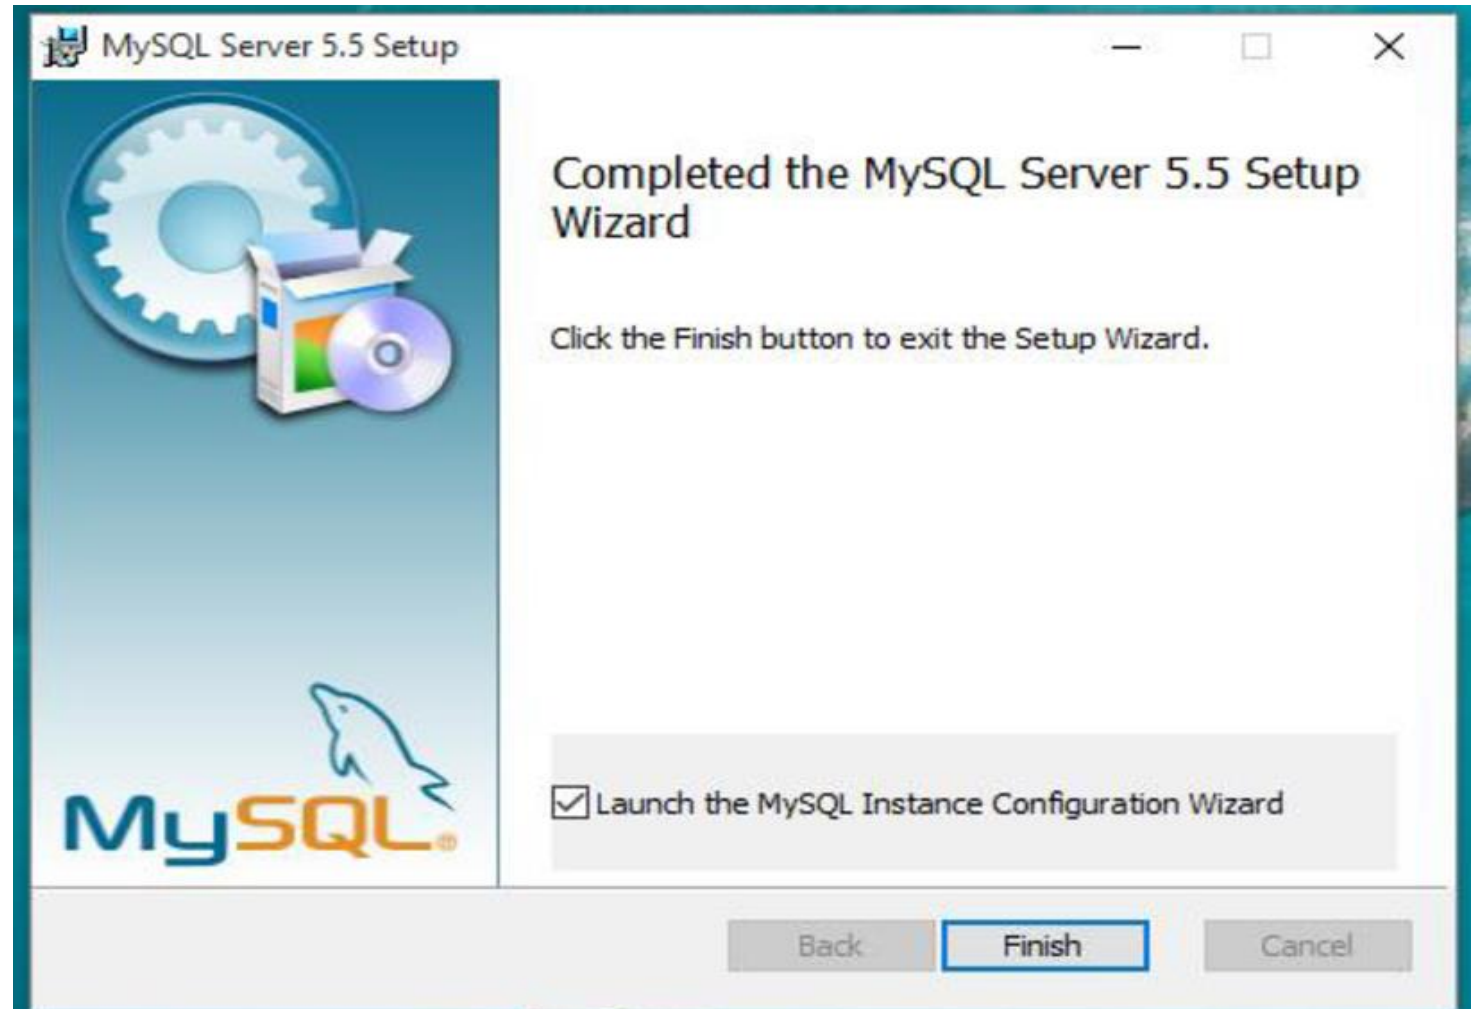 MySQL Server 5.5 Setup
Completed the MySQL Server 5.5 Setup
Wizard
Click the Finish button to exit the Setup Wizard.
MySQL®
Launch the MySQL Instance Configuration Wizard
Back
Finish
Cancel